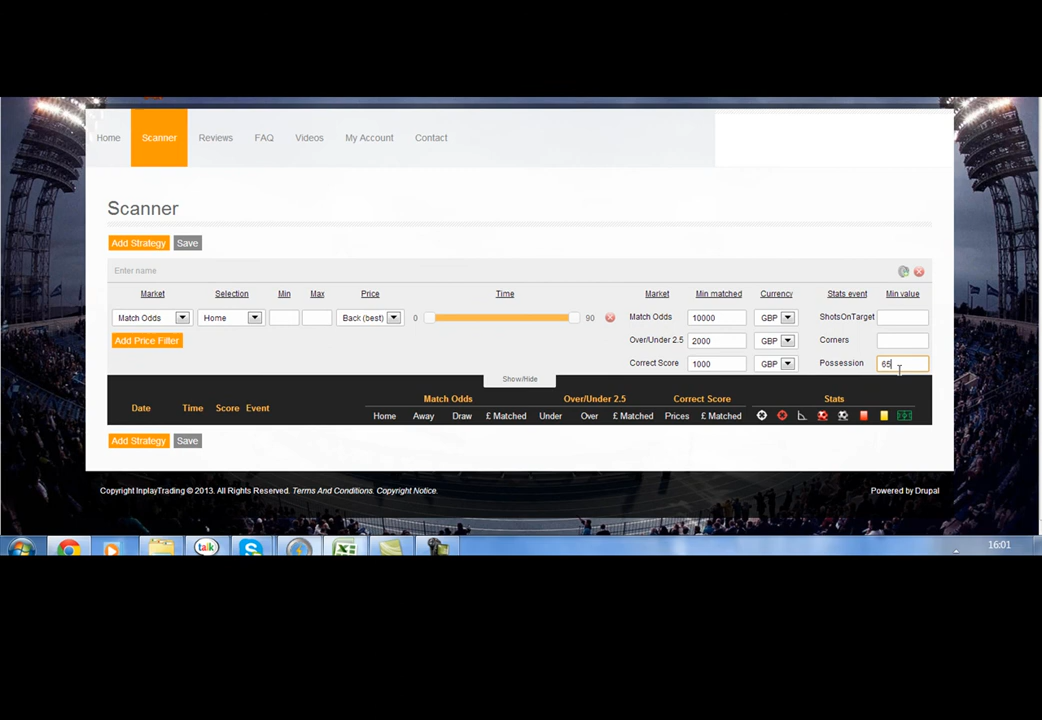 Home Scanner Reviews FAQ Videos My Account Contact
Scanner
Add Strategy Save
Enter name
Market Selection Min Max Price Time Market Min matched Currency Stats event Min value
Match Odds Home Back (best) 0 90 Match Odds 10000 GBP ShotsOnTarget
Add Price Filter Over/Under 2.5 2000 GBP Corners
Correct Score 1000 GBP Possession 65
Show/Hide
Match Odds Over/Under 2.5 Correct Score Stats
Date Time Score Event
Home Away Draw £ Matched Under Over £ Matched Prices £ Matched
Add Strategy Save
Copyright InplayTrading © 2013. All Rights Reserved. Terms And Conditions. Copyright Notice. Powered by Drupal
talk
16:01